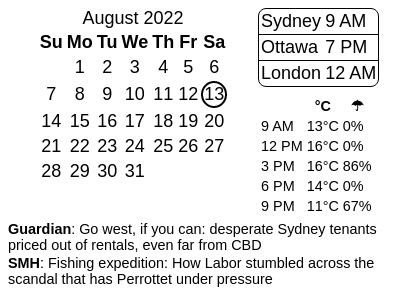 August 2022
Su Mo Tu We Th Fr Sa
1 2 3 4 5 6
7 8 9 10 11 12 13
14 15 16 17 18 19 20
21 22 23 24 25 26 27
28 29 30 31
Sydney 9 AM
Ottawa 7 PM
London 12 AM
°C ☂
9 AM 13°C 0%
12 PM 16°C 0%
3 PM 16°C 86%
6 PM 14°C 0%
9 PM 11°C 67%
Guardian: Go west, if you can: desperate Sydney tenants
priced out of rentals, even far from CBD
SMH: Fishing expedition: How Labor stumbled across the
scandal that has Perrottet under pressure